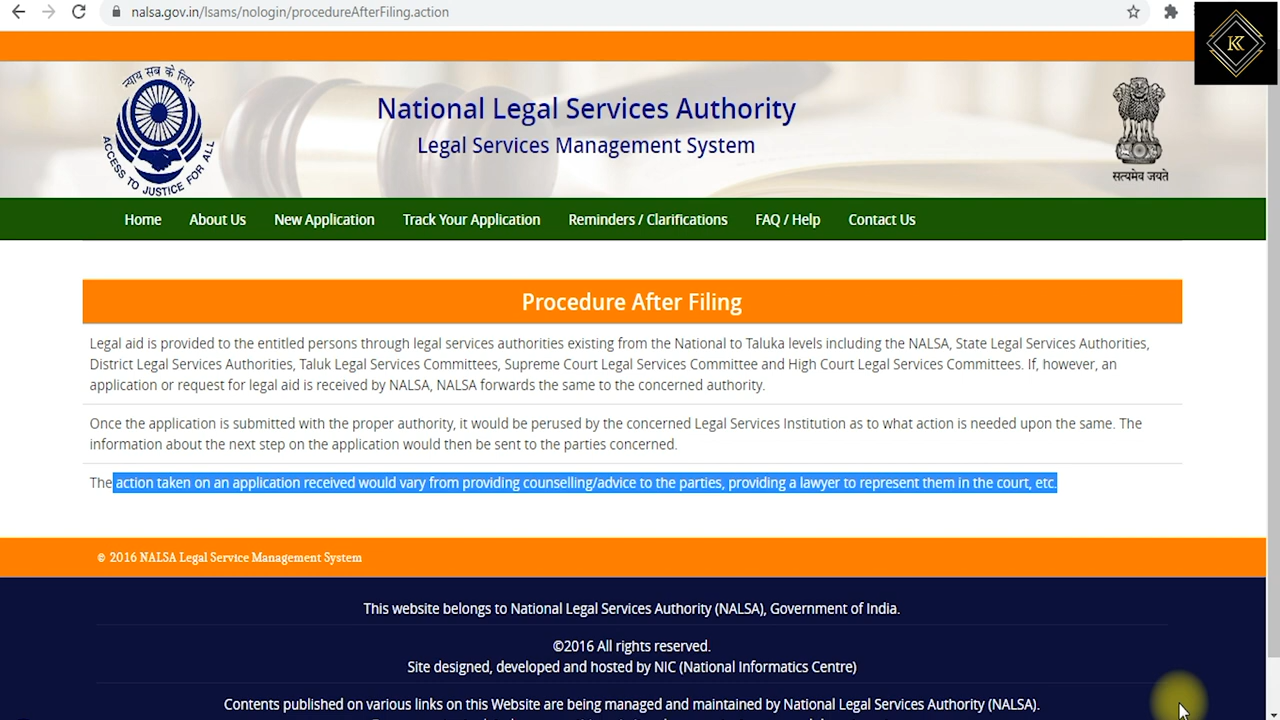 nalsa.gov.in/lsams/nologin/procedureAfterFiling.action
न्याय सब के लिए
ACCESS TO JUSTICE FOR ALL
National Legal Services Authority
Legal Services Management System
सत्यमेव जयते
Home About Us New Application Track Your Application Reminders / Clarifications FAQ / Help Contact Us
Procedure After Filing
Legal aid is provided to the entitled persons through legal services authorities existing from the National to Taluka levels including the NALSA, State Legal Services Authorities,
District Legal Services Authorities, Taluk Legal Services Committees, Supreme Court Legal Services Committee and High Court Legal Services Committees. If, however, an
application or request for legal aid is received by NALSA, NALSA forwards the same to the concerned authority.
Once the application is submitted with the proper authority, it would be perused by the concerned Legal Services Institution as to what action is needed upon the same. The
information about the next step on the application would then be sent to the parties concerned.
The action taken on an application received would vary from providing counselling/advice to the parties, providing a lawyer to represent them in the court, etc.
© 2016 NALSA Legal Service Management System
This website belongs to National Legal Services Authority (NALSA), Government of India.
©2016 All rights reserved.
Site designed, developed and hosted by NIC (National Informatics Centre)
Contents published on various links on this Website are being managed and maintained by National Legal Services Authority (NALSA).